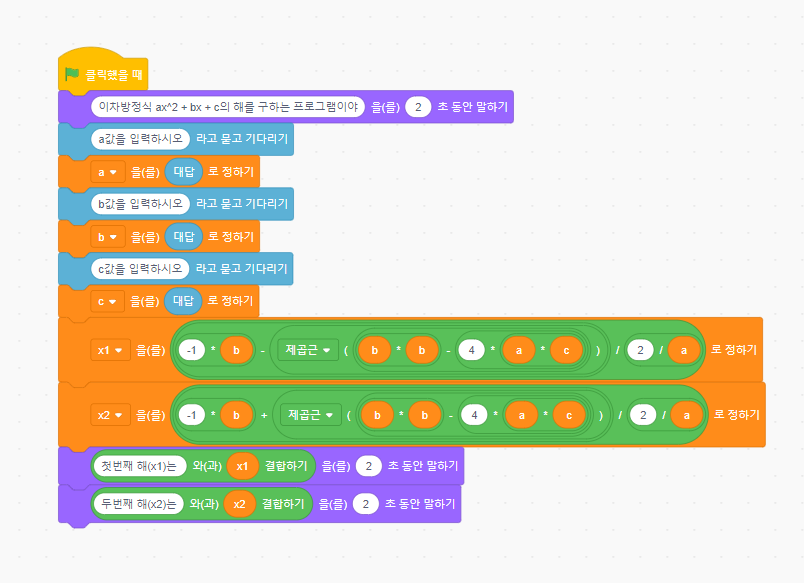 클릭했을 때
이차방정식 ax^2 + bx + c의 해를 구하는 프로그램이야 을(를) 2 초 동안 말하기
a값을 입력하시오 라고 묻고 기다리기
a 을(를) 대답 로 정하기
b값을 입력하시오 라고 묻고 기다리기
b 을(를) 대답 로 정하기
c값을 입력하시오 라고 묻고 기다리기
c 을(를) 대답 로 정하기
x1 을(를) -1 * b - 제곱근 ( b * b - 4 * a * c ) / 2 / a 로 정하기
x2 을(를) -1 * b + 제곱근 ( b * b - 4 * a * c ) / 2 / a 로 정하기
첫번째 해(x1)는 와(과) x1 결합하기 을(를) 2 초 동안 말하기
두번째 해(x2)는 와(과) x2 결합하기 을(를) 2 초 동안 말하기